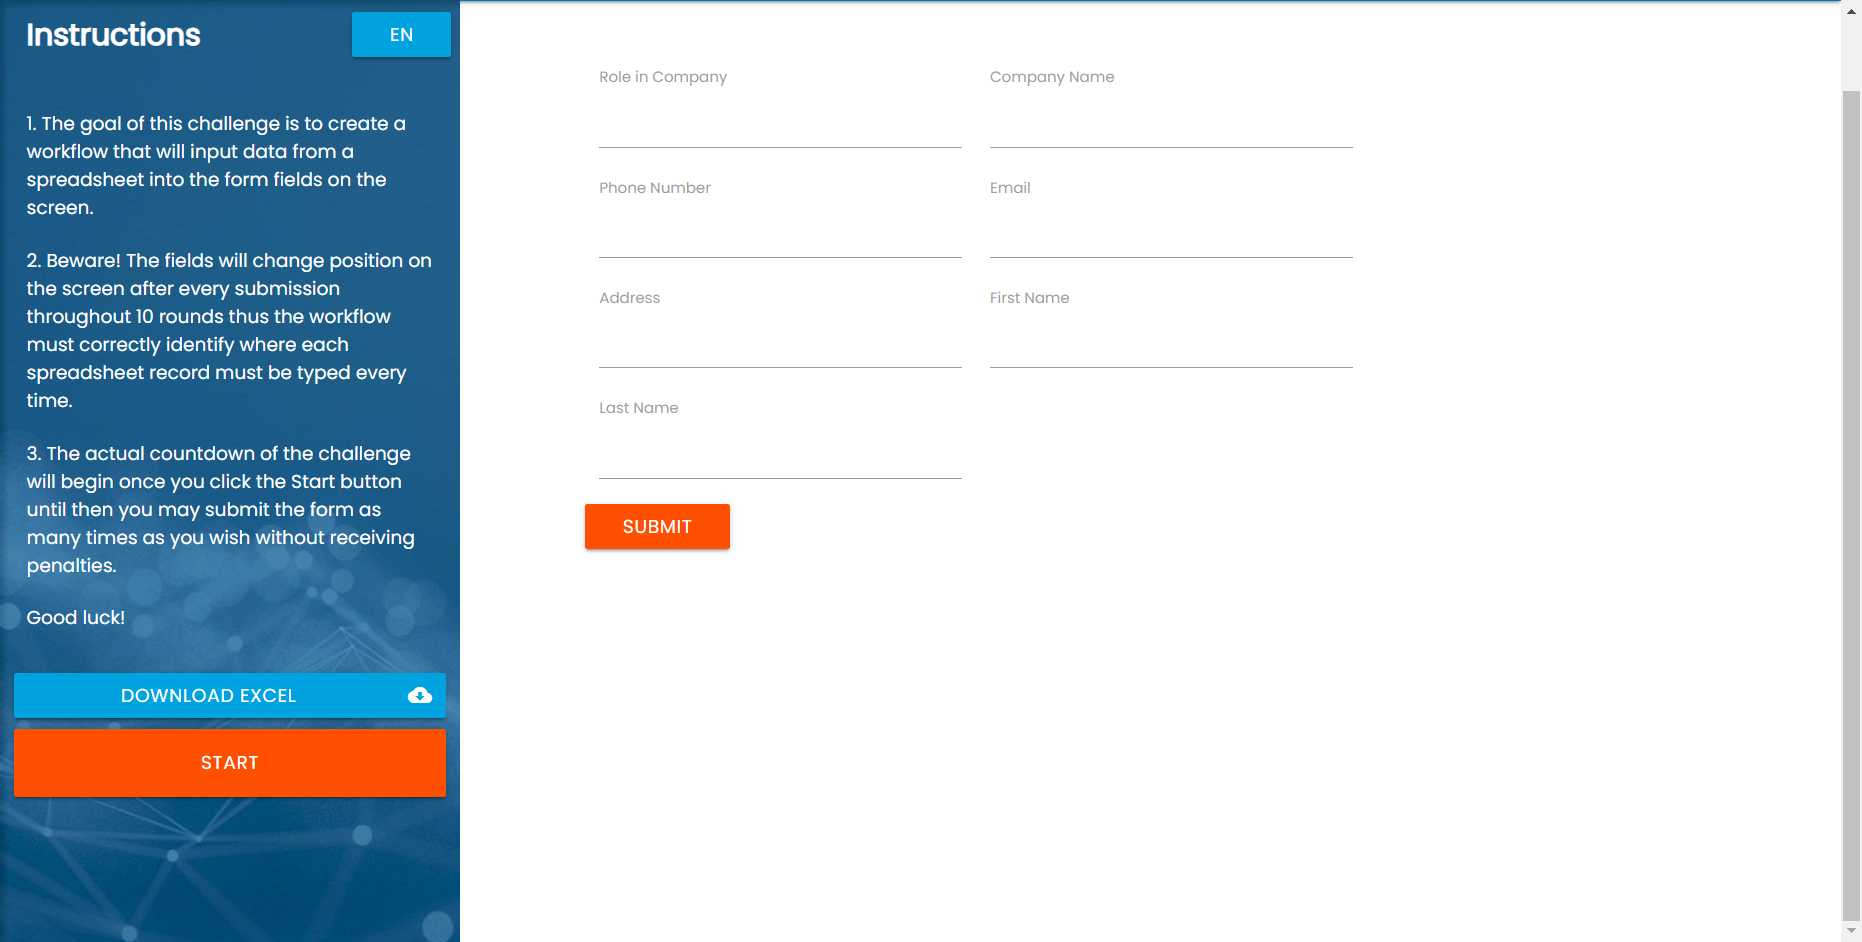 Instructions
EN
1. The goal of this challenge is to create a
workflow that will input data from a
spreadsheet into the form fields on the
screen.
2. Beware! The fields will change position on
the screen after every submission
throughout 10 rounds thus the workflow
must correctly identify where each
spreadsheet record must be typed every
time.
3. The actual countdown of the challenge
will begin once you click the Start button
until then you may submit the form as
many times as you wish without receiving
penalties.
Good luck!
DOWNLOAD EXCEL
START
Role in Company
Company Name
Phone Number
Email
Address
First Name
Last Name
SUBMIT